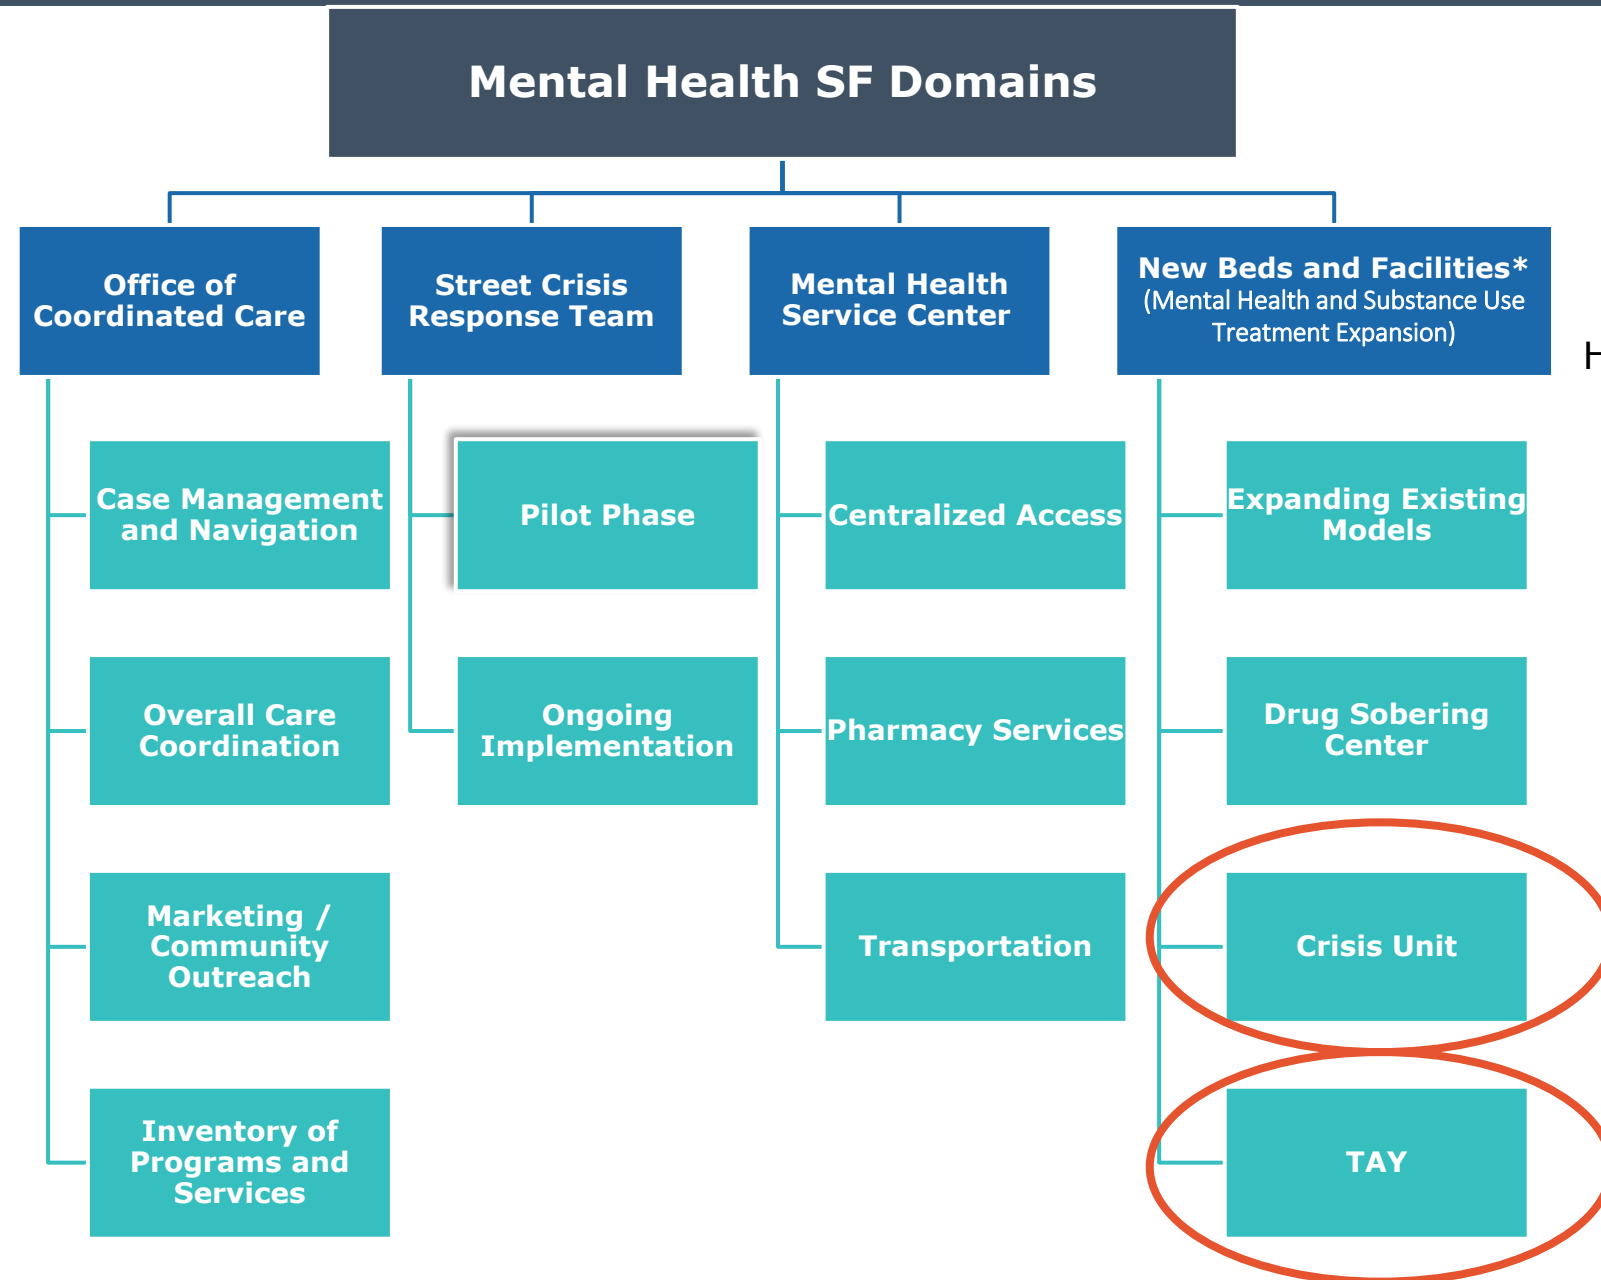 Mental Health SF Domains
Office of
Coordinated Care
Street Crisis
Response Team
Mental Health
Service Center
New Beds and Facilities*
(Mental Health and Substance Use
Treatment Expansion)
H
Case Management
and Navigation
Pilot Phase
Centralized Access
Expanding Existing
Models
Overall Care
Coordination
Ongoing
Implementation
Pharmacy Services
Drug Sobering
Center
Marketing /
Community
Outreach
Transportation
Crisis Unit
Inventory of
Programs and
Services
TAY